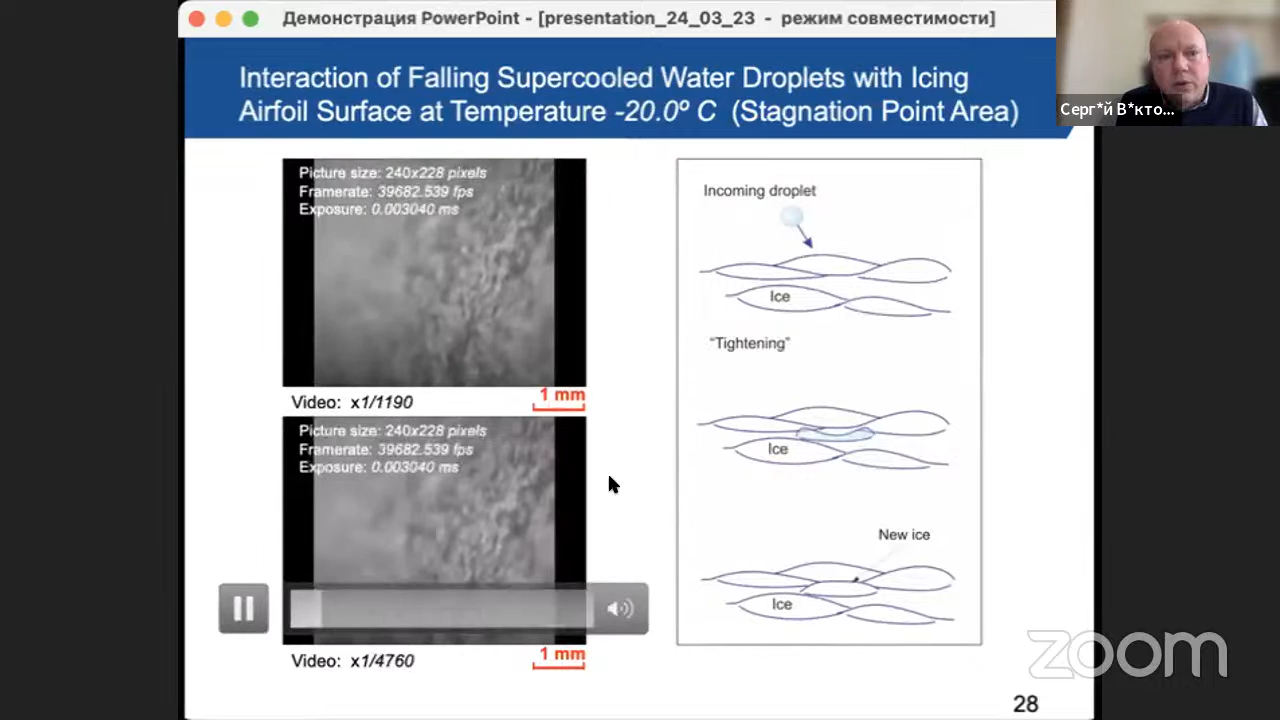 Демонстрация PowerPoint - [presentation_24_03_23 - режим совместимости]
Серг*й В*кто...
Interaction of Falling Supercooled Water Droplets with Icing
Airfoil Surface at Temperature -20.0º C (Stagnation Point Area)
Picture size: 240x228 pixels
Framerate: 39682.539 fps
Exposure: 0.003040 ms
Video: x1/1190
1 mm
Picture size: 240x228 pixels
Framerate: 39682.539 fps
Exposure: 0.003040 ms
Video: x1/4760
1 mm
Incoming droplet
Ice
“Tightening”
Ice
New ice
Ice
zoom
28